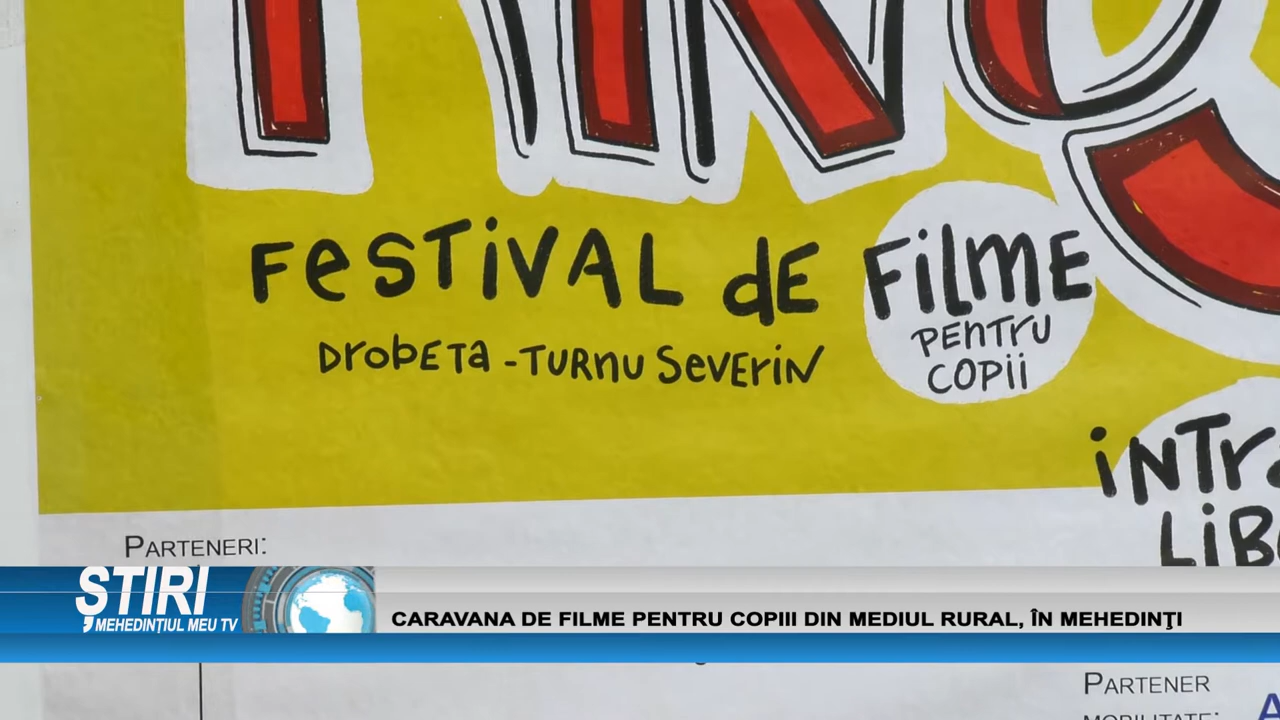 FESTIVAL DE FILME
PENTRU
COPII
DROBETA - TURNU SEVERIN
PARTENERI:
ȘTIRI
MEHEDINȚIUL MEU TV
CARAVANA DE FILME PENTRU COPIII DIN MEDIUL RURAL, ÎN MEHEDINŢI
PARTENER
MOBILITATE: